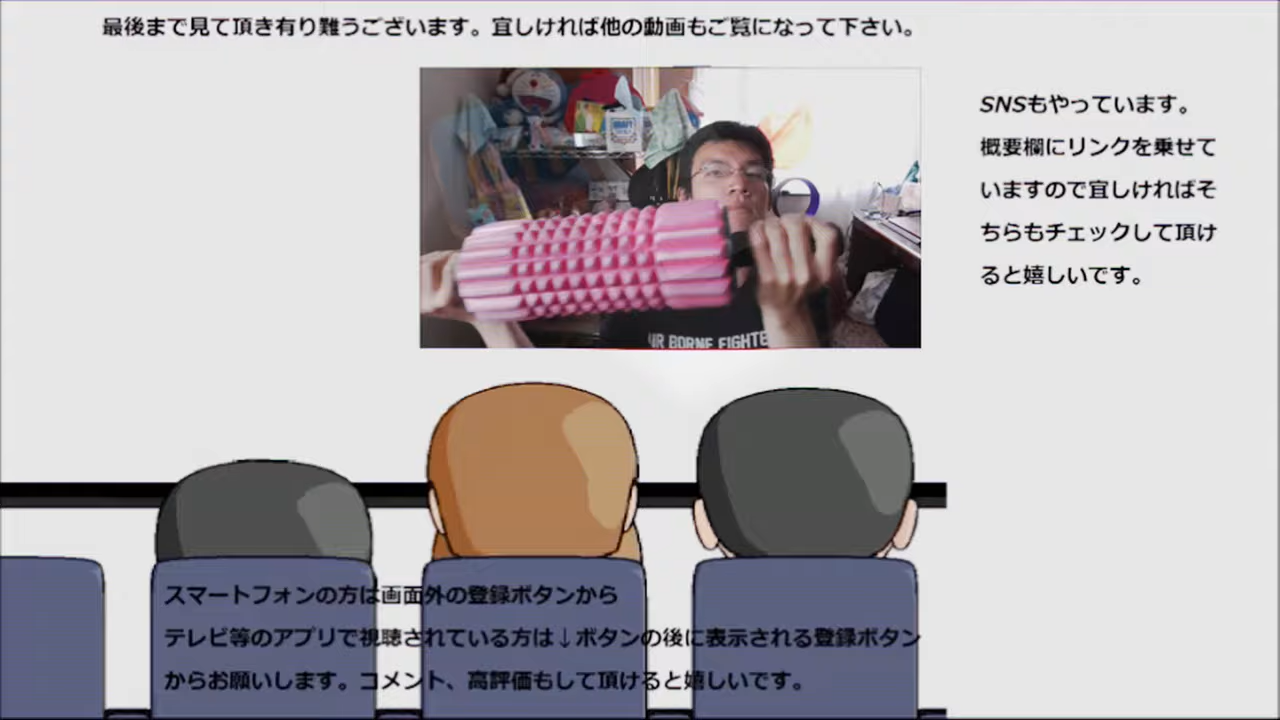 最後まで見て頂き有り難うございます。宜しければ他の動画もご覧になって下さい。
SNSもやっています。
概要欄にリンクを乗せて
いますので宜しければそ
ちらもチェックして頂け
ると嬉しいです。
BORNE FIGHTE
スマートフォンの方は画面外の登録ボタンから
テレビ等のアプリで視聴されている方は↓ボタンの後に表示される登録ボタン
からお願いします。コメント、高評価もして頂けると嬉しいです。